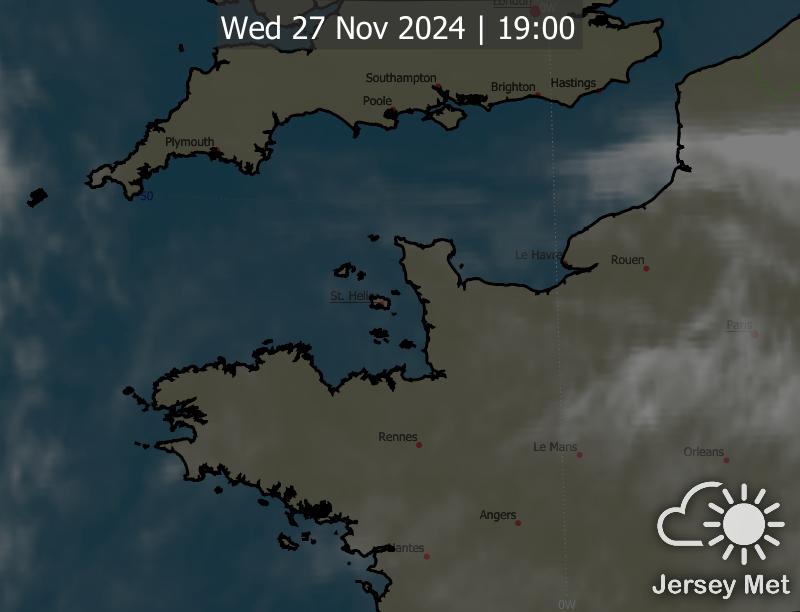 London
0W
Wed 27 Nov 2024 | 19:00
Southampton
Brighton
Hastings
Poole
Plymouth
50
Le Havre
Rouen
St. Helier
Paris
Rennes
Le Mans
Orleans
Angers
Nantes
Jersey Met
0W